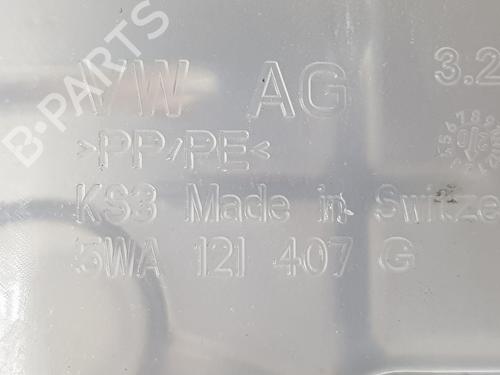 B-PARTS
VW AG 3.2
>PP/PE<
KS3 Made in Switze
5WA 121 407 G